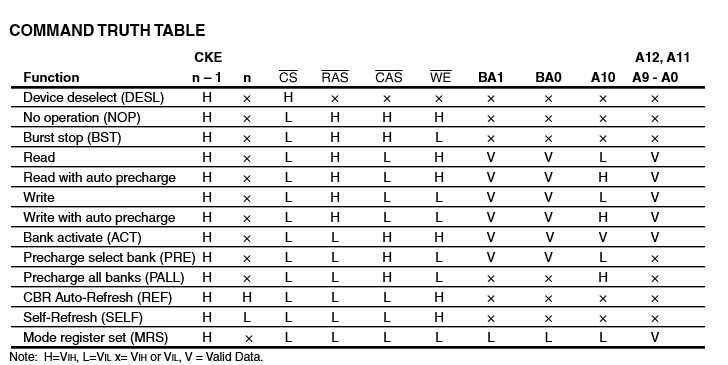 COMMAND TRUTH TABLE
CKE A12, A11
Function n – 1 n CS RAS CAS WE BA1 BA0 A10 A9 - A0
Device deselect (DESL) H × H × × × × × × ×
No operation (NOP) H × L H H H × × × ×
Burst stop (BST) H × L H H L × × × ×
Read H × L H L H V V L V
Read with auto precharge H × L H L H V V H V
Write H × L H L L V V L V
Write with auto precharge H × L H L L V V H V
Bank activate (ACT) H × L L H H V V V V
Precharge select bank (PRE) H × L L H L V V L ×
Precharge all banks (PALL) H × L L H L × × H ×
CBR Auto-Refresh (REF) H H L L L H × × × ×
Self-Refresh (SELF) H L L L L H × × × ×
Mode register set (MRS) H × L L L L L L L V
Note: H=VIH, L=VIL x= VIH or VIL, V = Valid Data.